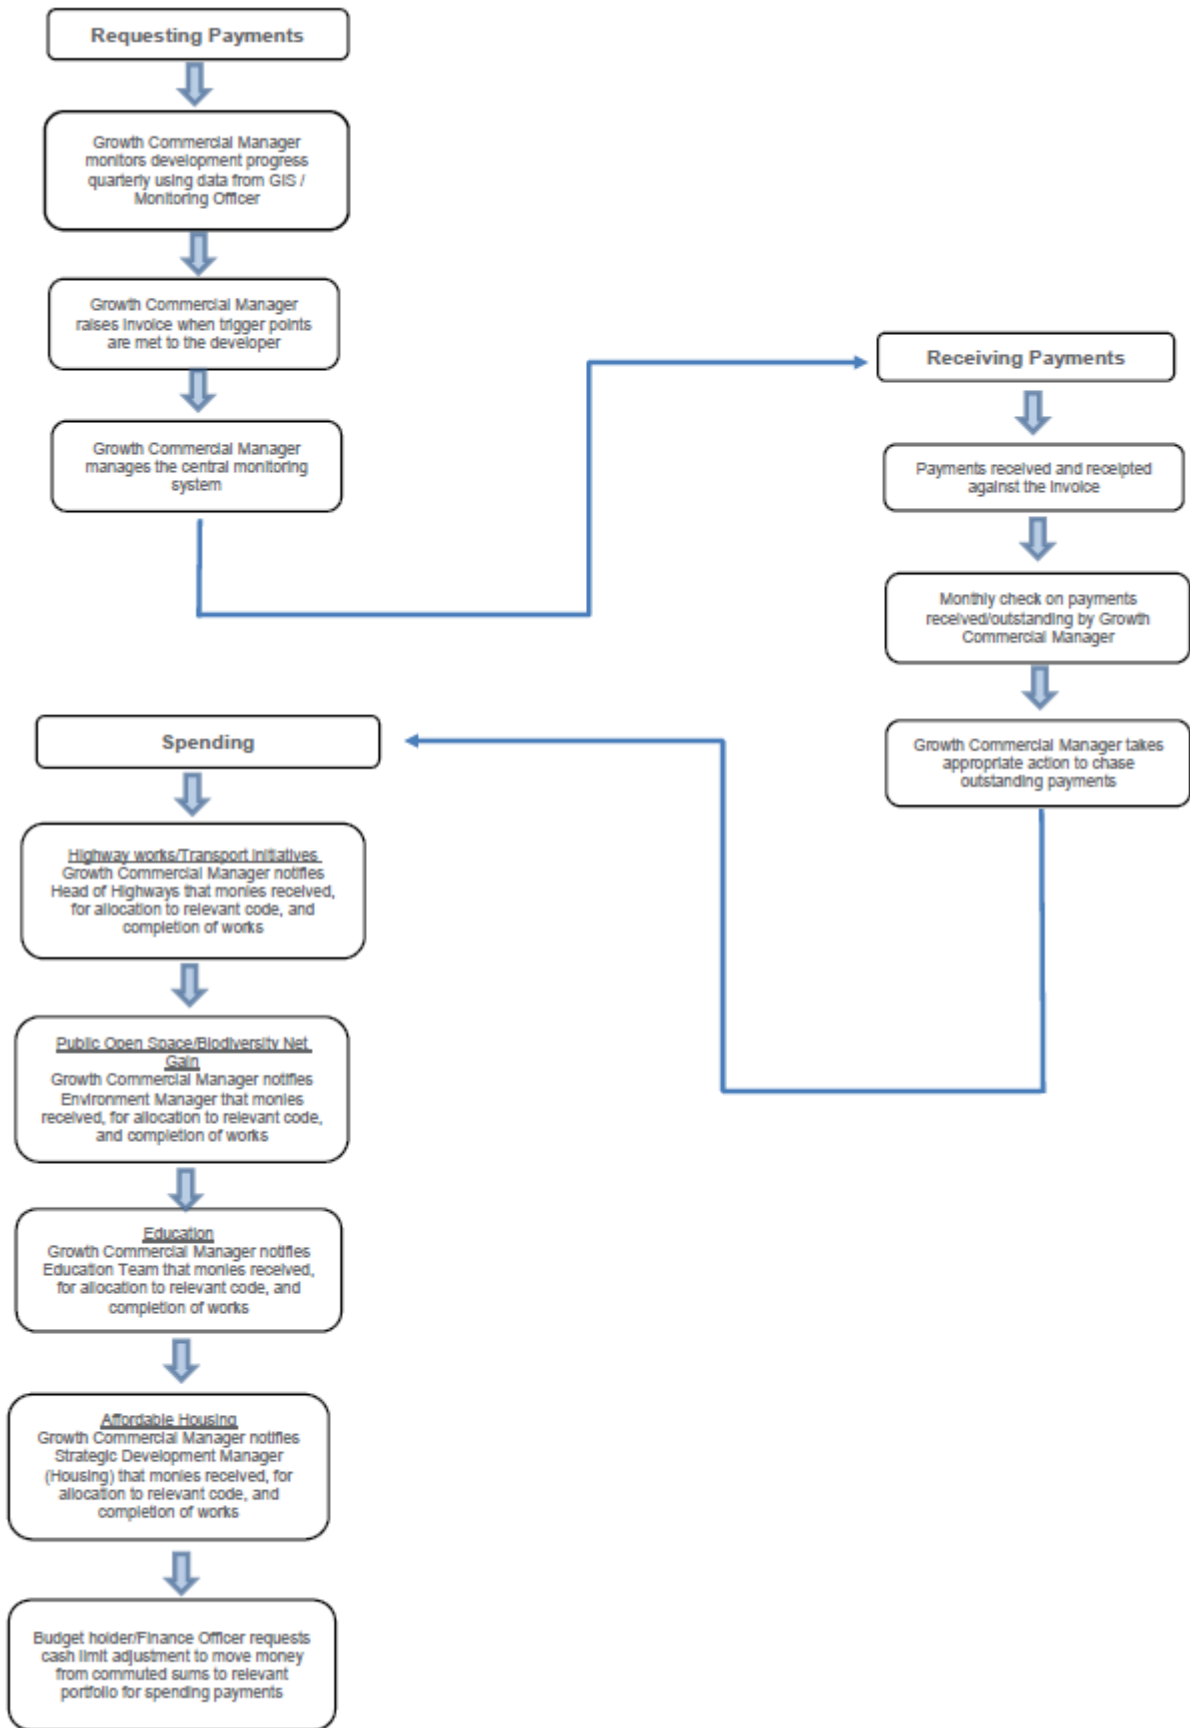 Requesting Payments
Growth Commercial Manager
monitors development progress
quarterly using data from GIS /
Monitoring Officer
Growth Commercial Manager
raises invoice when trigger points
are met to the developer
Growth Commercial Manager
manages the central monitoring
system
Receiving Payments
Payments received and receipted
against the invoice
Monthly check on payments
received/outstanding by Growth
Commercial Manager
Growth Commercial Manager takes
appropriate action to chase
outstanding payments
Spending
Highway works/Transport initiatives
Growth Commercial Manager notifies
Head of Highways that monies received,
for allocation to relevant code, and
completion of works
Public Open Space/Biodiversity Net
Gain
Growth Commercial Manager notifies
Environment Manager that monies
received, for allocation to relevant code,
and completion of works
Education
Growth Commercial Manager notifies
Education Team that monies received,
for allocation to relevant code, and
completion of works
Affordable Housing
Growth Commercial Manager notifies
Strategic Development Manager
(Housing) that monies received, for
allocation to relevant code, and
completion of works
Budget holder/Finance Officer requests
cash limit adjustment to move money
from commuted sums to relevant
portfolio for spending payments